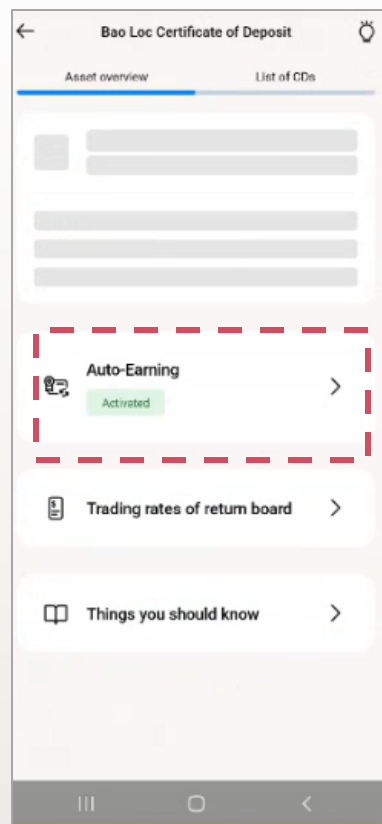 Bao Loc Certificate of Deposit
Asset overview
List of CDs
Auto-Earning
Activated
Trading rates of return board
Things you should know